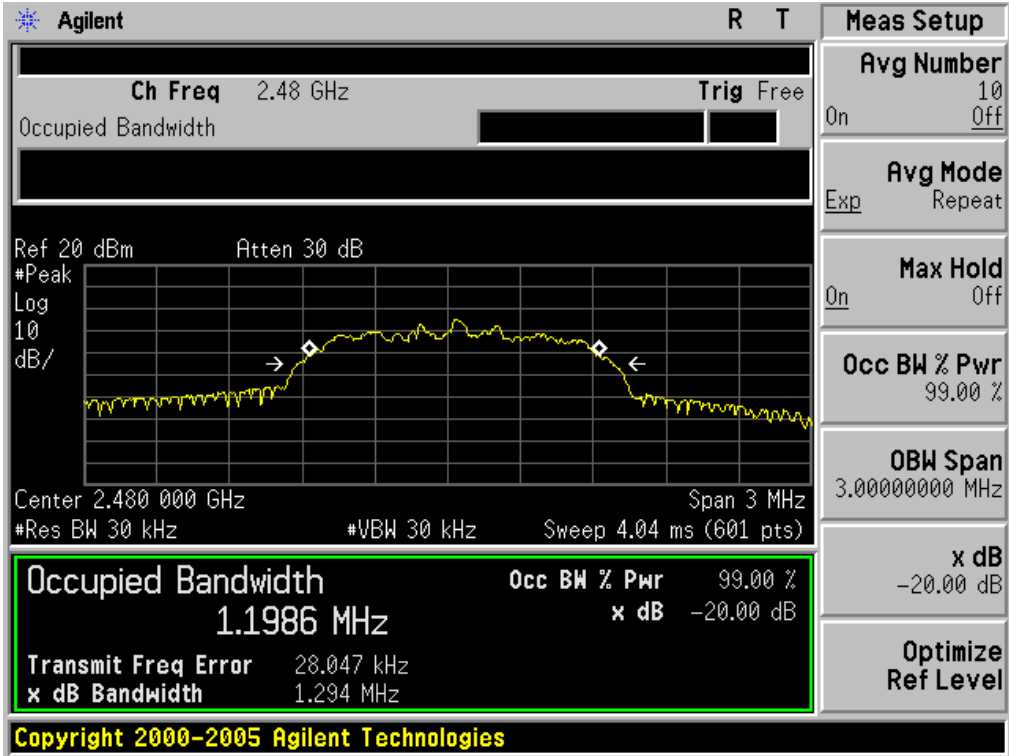 Agilent R T
Ch Freq 2.48 GHz Trig Free
Occupied Bandwidth
Ref 20 dBm Atten 30 dB
#Peak
Log
10
dB/
Center 2.480 000 GHz Span 3 MHz
#Res BW 30 kHz #VBW 30 kHz Sweep 4.04 ms (601 pts)
Occupied Bandwidth
1.1986 MHz
Occ BW % Pwr 99.00 %
x dB -20.00 dB
Transmit Freq Error 28.047 kHz
x dB Bandwidth 1.294 MHz
Copyright 2000-2005 Agilent Technologies
Meas Setup
Avg Number
10
On Off
Avg Mode
Exp Repeat
Max Hold
On Off
Occ BW % Pwr
99.00 %
OBW Span
3.00000000 MHz
x dB
-20.00 dB
Optimize
Ref Level